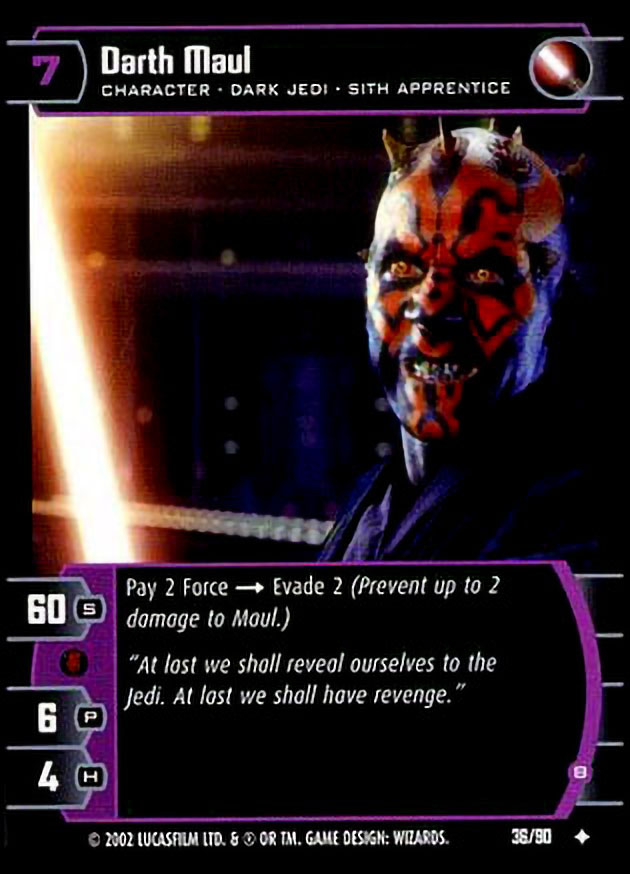 7
Darth Maul
CHARACTER · DARK JEDI · SITH APPRENTICE
60 S
Pay 2 Force → Evade 2 (Prevent up to 2
damage to Maul.)
"At last we shall reveal ourselves to the
Jedi. At last we shall have revenge."
6 P
4 H
© 2002 LUCASFILM LTD. & ® OR TM. GAME DESIGN: WIZARDS. 36/90